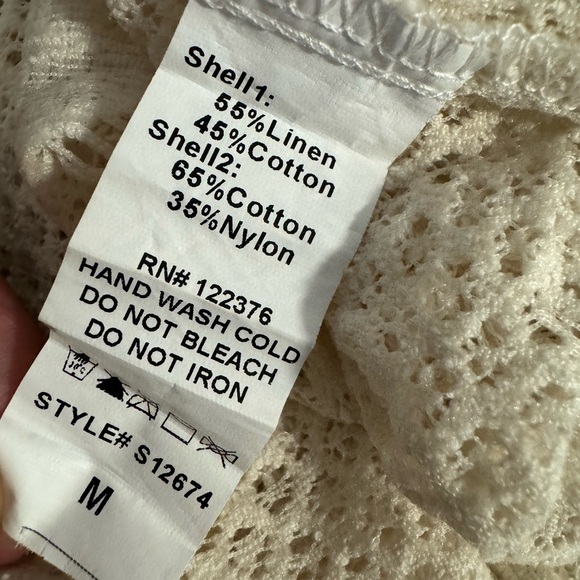 Shell1:
55%Linen
45%Cotton
Shell2:
65%Cotton
35%Nylon
RN# 122376
HAND WASH COLD
DO NOT BLEACH
DO NOT IRON
30°C
STYLE# S12674
M